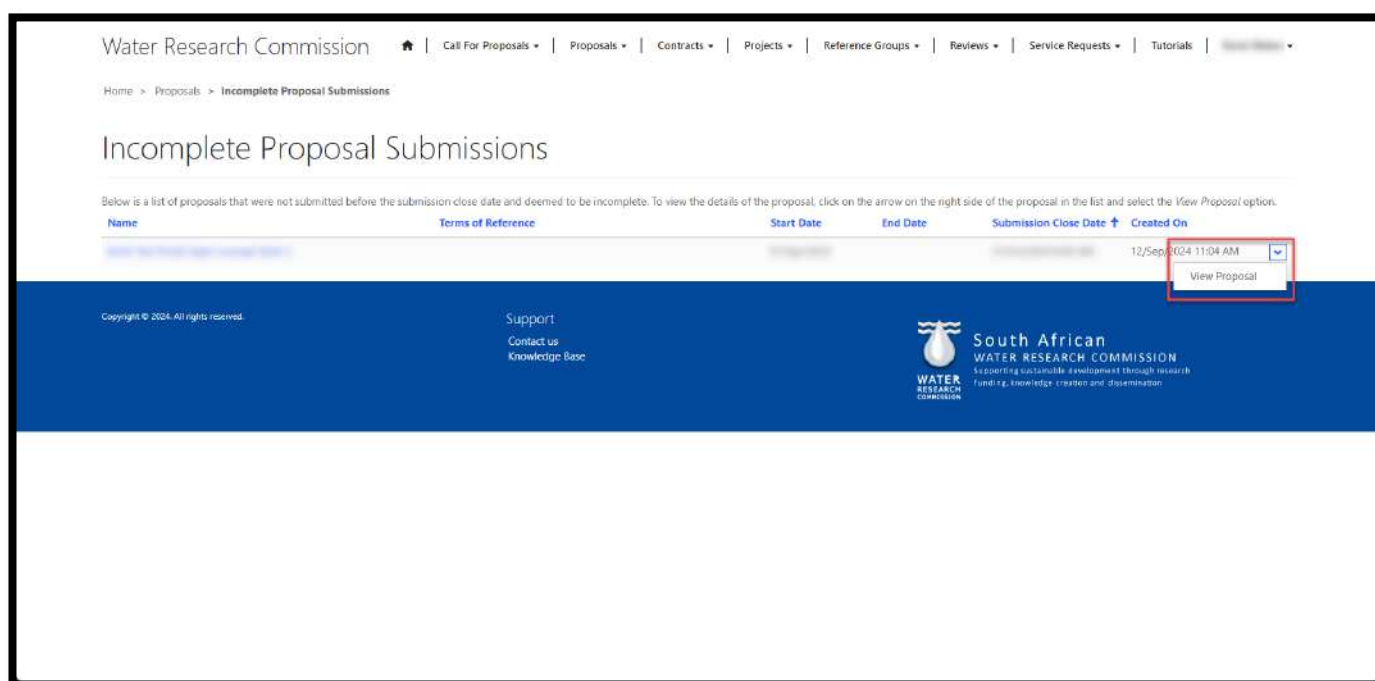 Water Research Commission | Call For Proposals | Proposals | Contracts | Projects | Reference Groups | Reviews | Service Requests | Tutorials |
Home > Proposals > Incomplete Proposal Submissions
Incomplete Proposal Submissions
Below is a list of proposals that were not submitted before the submission close date and deemed to be incomplete. To view the details of the proposal, click on the arrow on the right side of the proposal in the list and select the View Proposal option.
Name Terms of Reference Start Date End Date Submission Close Date ↑ Created On
12/Sep/2024 11:04 AM
View Proposal
Copyright © 2024. All rights reserved.
Support
Contact us
Knowledge Base
WATER
RESEARCH
COMMISSION
South African
WATER RESEARCH COMMISSION
Supporting sustainable development through research
funding, knowledge creation and dissemination